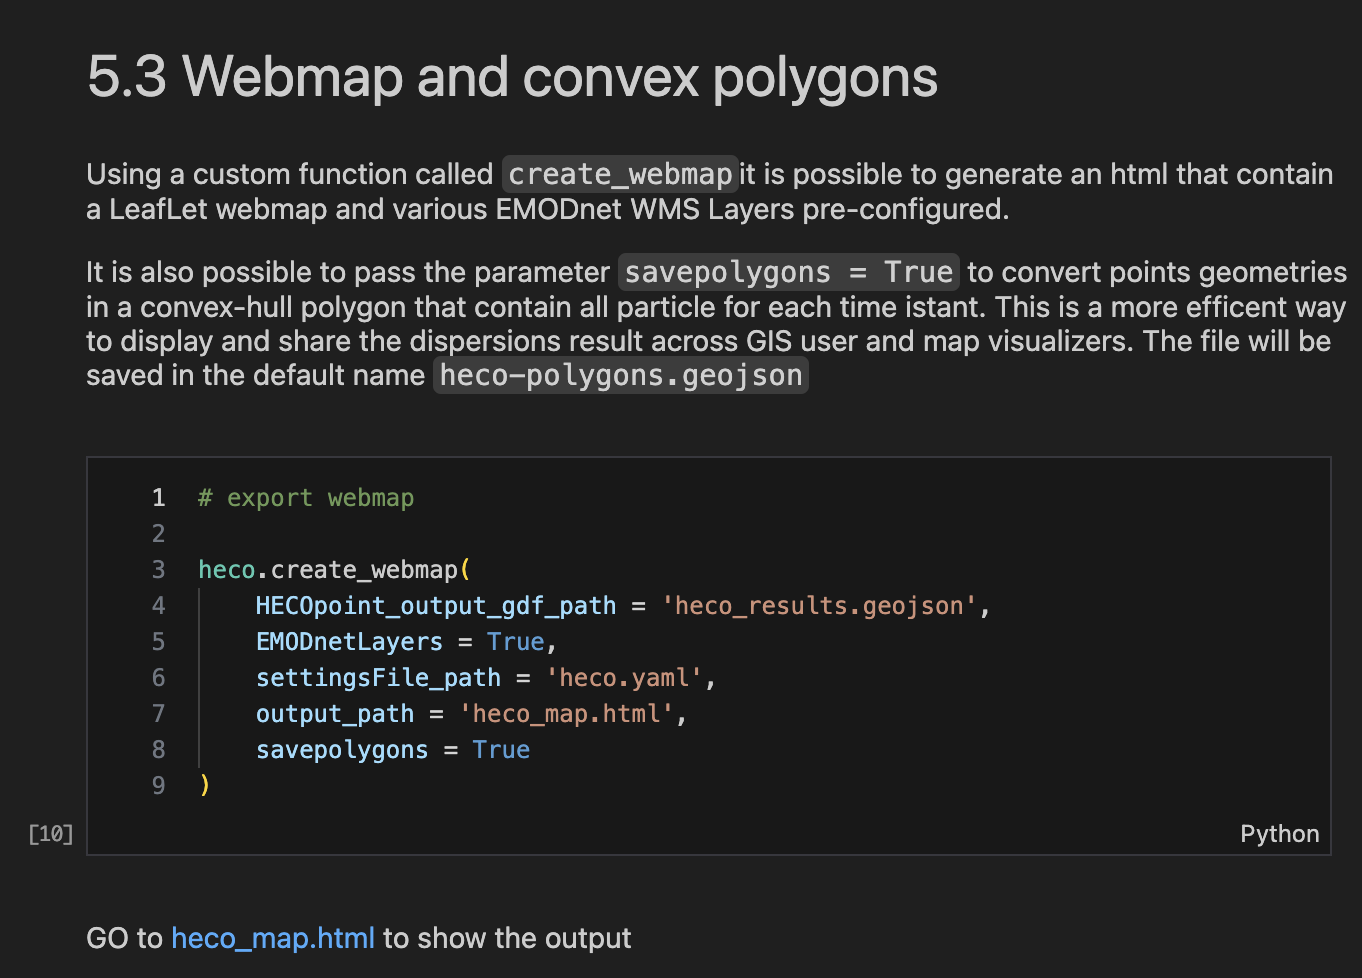 5.3 Webmap and convex polygons
Using a custom function called create_webmap it is possible to generate an html that contain
a LeafLet webmap and various EMODnet WMS Layers pre-configured.
It is also possible to pass the parameter savepolygons = True to convert points geometries
in a convex-hull polygon that contain all particle for each time istant. This is a more efficent way
to display and share the dispersions result across GIS user and map visualizers. The file will be
saved in the default name heco-polygons.geojson
1 # export webmap
2
3 heco.create_webmap(
4 HECOpoint_output_gdf_path = 'heco_results.geojson',
5 EMODnetLayers = True,
6 settingsFile_path = 'heco.yaml',
7 output_path = 'heco_map.html',
8 savepolygons = True
9 )
[10]
Python
GO to heco_map.html to show the output